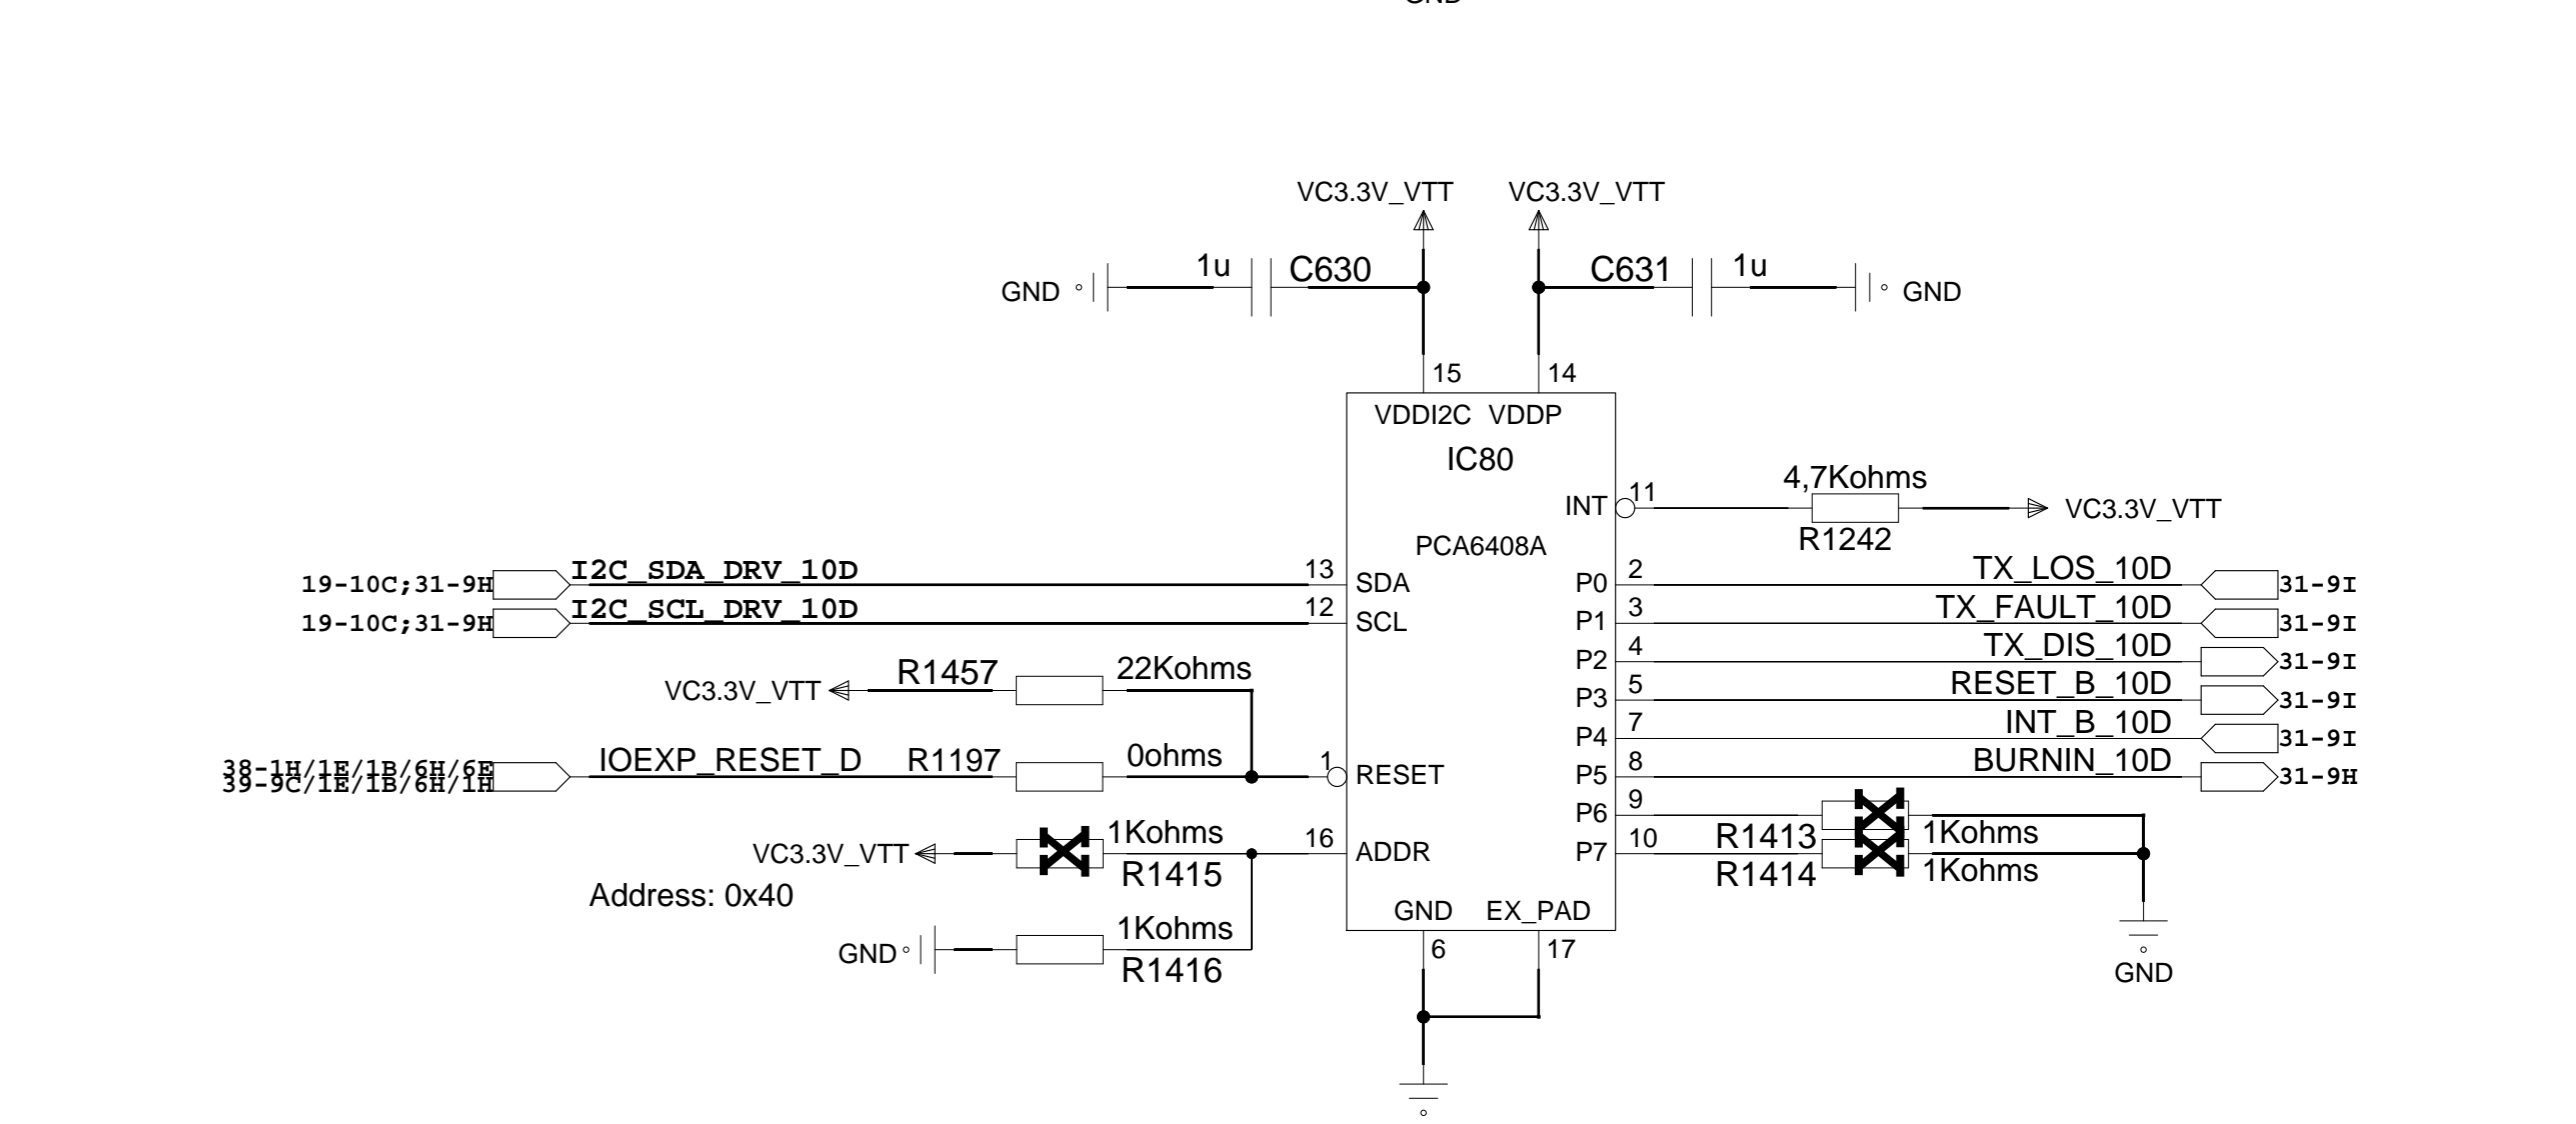 VC3.3V_VTT VC3.3V_VTT
GND 1u C630 C631 1u GND
15 14
VDDI2C VDDP
IC80
4,7Kohms
INT 11 VC3.3V_VTT
R1242
PCA6408A
19-10C;31-9H I2C_SDA_DRV_10D 13 SDA P0 2 TX_LOS_10D 31-9I
19-10C;31-9H I2C_SCL_DRV_10D 12 SCL P1 3 TX_FAULT_10D 31-9I
P2 4 TX_DIS_10D 31-9I
VC3.3V_VTT R1457 22Kohms P3 5 RESET_B_10D 31-9I
P4 7 INT_B_10D 31-9I
38-1H/1E/1B/6H/6E
39-9C/1E/1B/6H/1H
IOEXP_RESET_D R1197 0ohms 1 RESET P5 8 BURNIN_10D 31-9H
P6 9 R1413 1Kohms
VC3.3V_VTT 1Kohms R1415 16 ADDR P7 10 R1414 1Kohms
Address: 0x40
GND EX_PAD
GND 1Kohms R1416 6 17 GND